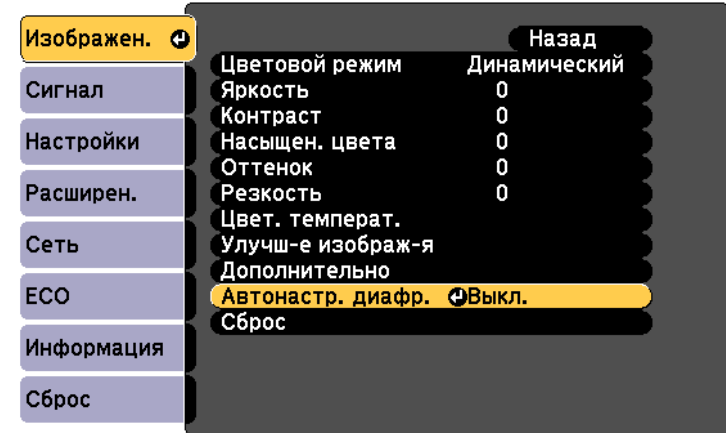 Изображен.
Сигнал
Настройки
Расширен.
Сеть
ECO
Информация
Сброс
Назад
Цветовой режим Динамический
Яркость 0
Контраст 0
Насыщен. цвета 0
Оттенок 0
Резкость 0
Цвет. температ.
Улучш-е изображ-я
Дополнительно
Автонастр. диафр. Выкл.
Сброс